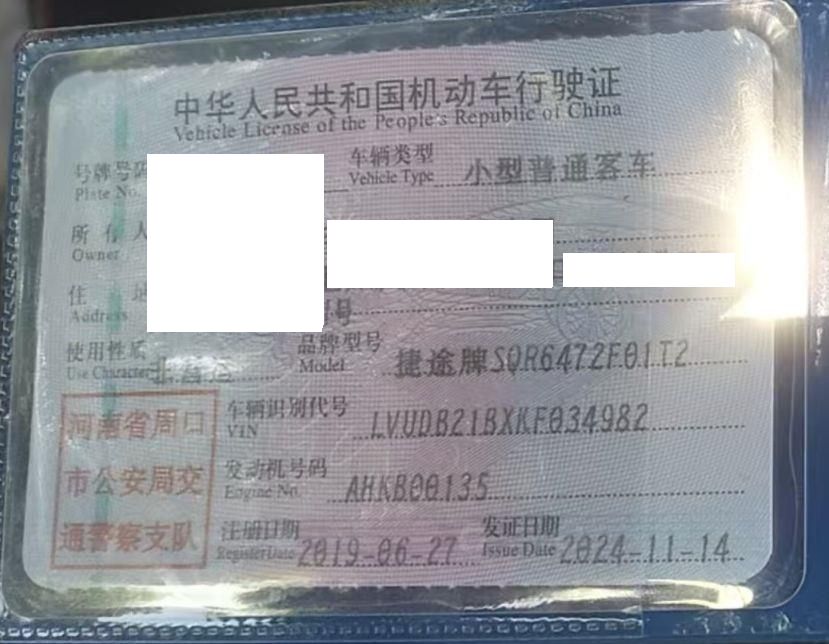 中华人民共和国机动车行驶证
Vehicle License of the People's Republic of China
号牌号码 车辆类型 小型普通客车
Plate No. Vehicle Type
所有人
Owner
住 址
Address 号
使用性质 非营运 品牌型号 捷途牌SQR6472F01T2
Use Character Model
河南省周口 车辆识别代号 LVUDB21BXKF034982
VIN
市公安局交 发动机号码 AHKB00135
Engine No.
通警察支队 注册日期 2019-06-27 发证日期 2024-11-14
Register Date Issue Date